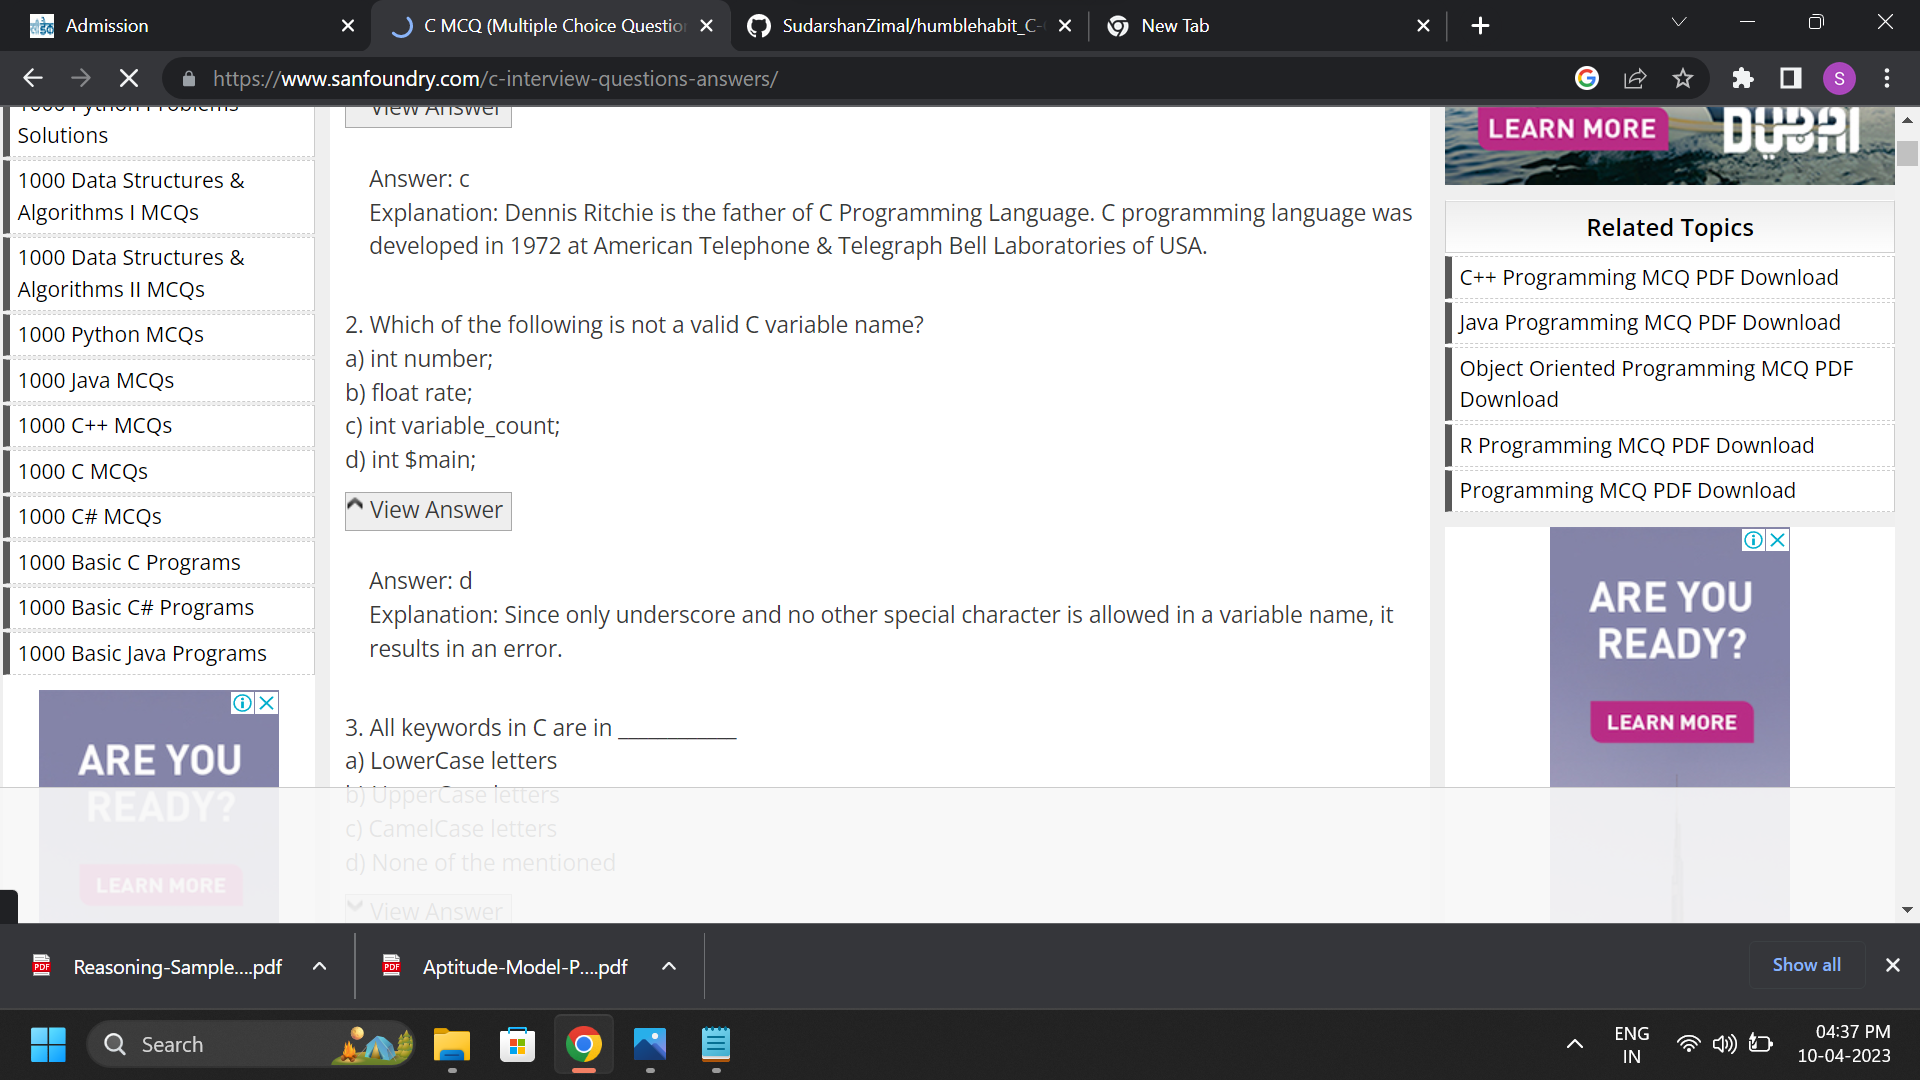 Admission
C MCQ (Multiple Choice Questio
SudarshanZimal/humblehabit_C-
New Tab
https://www.sanfoundry.com/c-interview-questions-answers/
S
1000 Python Problems
Solutions
1000 Data Structures &
Algorithms I MCQs
1000 Data Structures &
Algorithms II MCQs
1000 Python MCQs
1000 Java MCQs
1000 C++ MCQs
1000 C MCQs
1000 C# MCQs
1000 Basic C Programs
1000 Basic C# Programs
1000 Basic Java Programs
ARE YOU
READY?
LEARN MORE
View Answer
Answer: c
Explanation: Dennis Ritchie is the father of C Programming Language. C programming language was
developed in 1972 at American Telephone & Telegraph Bell Laboratories of USA.
2. Which of the following is not a valid C variable name?
a) int number;
b) float rate;
c) int variable_count;
d) int $main;
View Answer
Answer: d
Explanation: Since only underscore and no other special character is allowed in a variable name, it
results in an error.
3. All keywords in C are in ___________
a) LowerCase letters
b) UpperCase letters
c) CamelCase letters
d) None of the mentioned
View Answer
LEARN MORE
DUBAI
Related Topics
C++ Programming MCQ PDF Download
Java Programming MCQ PDF Download
Object Oriented Programming MCQ PDF
Download
R Programming MCQ PDF Download
Programming MCQ PDF Download
ARE YOU
READY?
LEARN MORE
PDF
Reasoning-Sample....pdf
PDF
Aptitude-Model-P....pdf
Show all
Search
ENG
IN
04:37 PM
10-04-2023